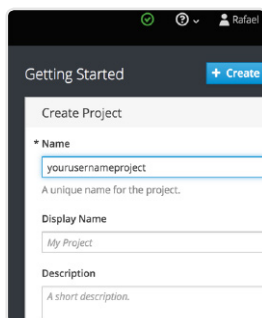 Rafael
Getting Started
+ Create
Create Project
* Name
yourusernameproject
A unique name for the project.
Display Name
My Project
Description
A short description.